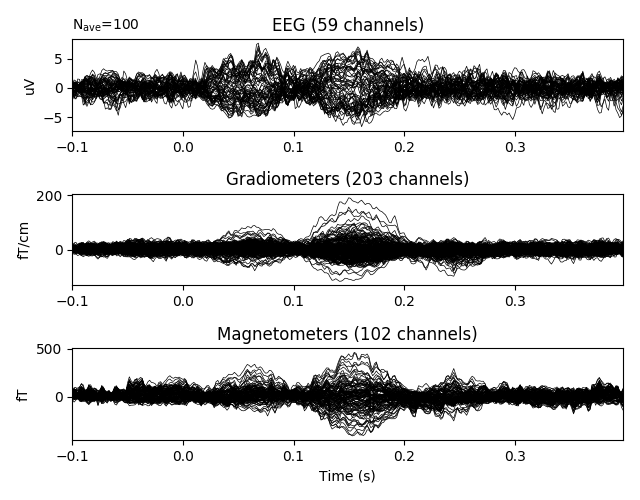 N_ave=100
EEG (59 channels)
5
0
−5
uV
−0.1 0.0 0.1 0.2 0.3
Gradiometers (203 channels)
200
0
fT/cm
−0.1 0.0 0.1 0.2 0.3
Magnetometers (102 channels)
500
0
fT
−0.1 0.0 0.1 0.2 0.3
Time (s)